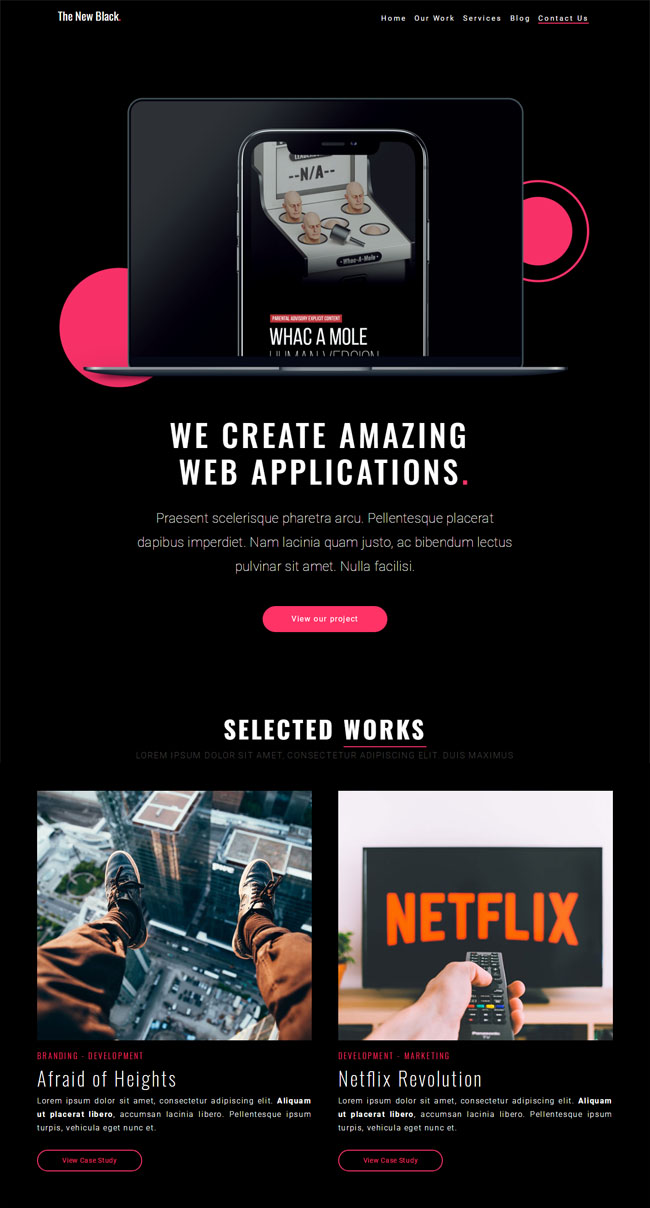 The New Black.
Home Our Work Services Blog Contact Us
--N/A--
Whac-A-Mole
PARENTAL ADVISORY EXPLICIT CONTENT
WHAC A MOLE
HUMAN VERSION
WE CREATE AMAZING
WEB APPLICATIONS.
Praesent scelerisque pharetra arcu. Pellentesque placerat
dapibus imperdiet. Nam lacinia quam justo, ac bibendum lectus
pulvinar sit amet. Nulla facilisi.
View our project
SELECTED WORKS
LOREM IPSUM DOLOR SIT AMET, CONSECTETUR ADIPISCING ELIT. DUIS MAXIMUS
NETFLIX
Panasonic
TV
BRANDING - DEVELOPMENT
Afraid of Heights
Lorem ipsum dolor sit amet, consectetur adipiscing elit. Aliquam
ut placerat libero, accumsan lacinia libero. Pellentesque ipsum
turpis, vehicula eget nunc et.
View Case Study
DEVELOPMENT - MARKETING
Netflix Revolution
Lorem ipsum dolor sit amet, consectetur adipiscing elit. Aliquam
ut placerat libero, accumsan lacinia libero. Pellentesque ipsum
turpis, vehicula eget nunc et.
View Case Study